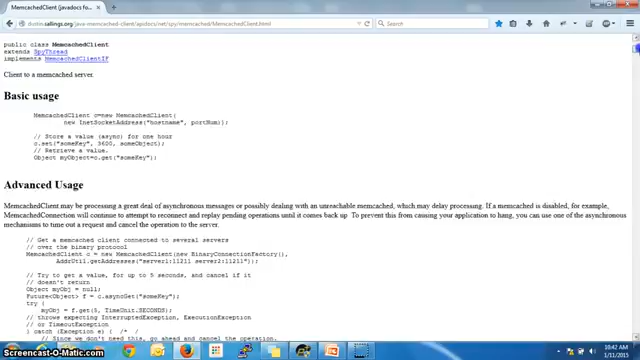 MemcachedClient (javadocs f...
dustin.sallings.org/java-memcached-client/apidocs/net/spy/memcached/MemcachedClient.html
Search
public class MemcachedClient
extends SpyThread
implements MemcachedClientIF
Client to a memcached server.
Basic usage
MemcachedClient c=new MemcachedClient(
new InetSocketAddress("hostname", portNum));
// Store a value (async) for one hour
c.set("someKey", 3600, someObject);
// Retrieve a value.
Object myObject=c.get("someKey");
Advanced Usage
MemcachedClient may be processing a great deal of asynchronous messages or possibly dealing with an unreachable memcached, which may delay processing. If a memcached is disabled, for example,
MemcachedConnection will continue to attempt to reconnect and replay pending operations until it comes back up. To prevent this from causing your application to hang, you can use one of the asynchronous
mechanisms to time out a request and cancel the operation to the server.
// Get a memcached client connected to several servers
// over the binary protocol
MemcachedClient c = new MemcachedClient(new BinaryConnectionFactory(),
AddrUtil.getAddresses("server1:11211 server2:11211"));
// Try to get a value, for up to 5 seconds, and cancel if it
// doesn't return
Object myObj = null;
Future<Object> f = c.asyncGet("someKey");
try {
myObj = f.get(5, TimeUnit.SECONDS);
// throws expecting InterruptedException, ExecutionException
// or TimeoutException
} catch (Exception e) { /* /
// Since we don't need this, go ahead and cancel the operation.
Screencast-O-Matic.com
10:42 AM
1/11/2015